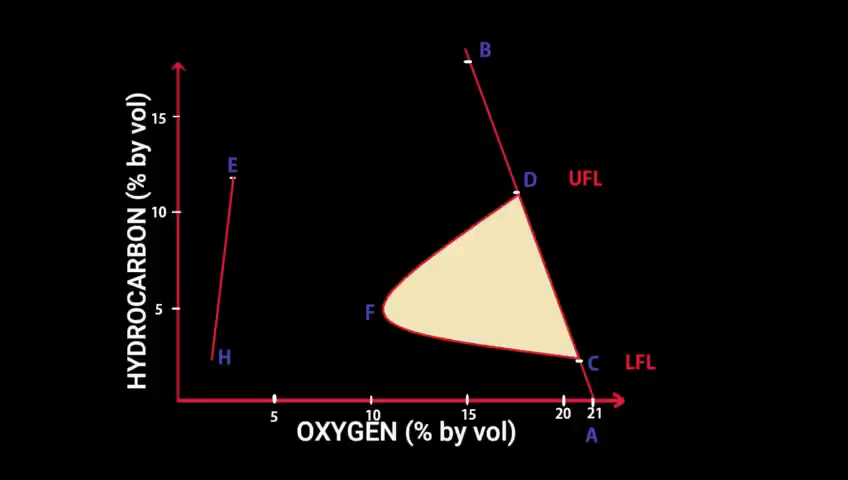 B
15
E
D UFL
10
HYDROCARBON (% by vol)
5
F
H
C LFL
5
10
15
20
21
OXYGEN (% by vol)
A